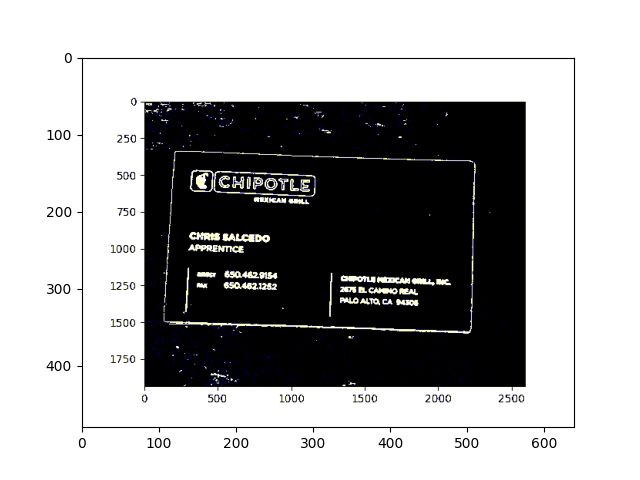 0
0
250
500
750
1000
1250
1500
1750
0
500
1000
1500
2000
2500
100
200
300
400
0
100
200
300
400
500
600
CHIPOTLE
MEXICAN GRILL
CHRIS SALCEDO
APPRENTICE
DIRECT 650.462.9154
FAX 650.462.1252
CHIPOTLE MEXICAN GRILL, INC.
2675 EL CAMINO REAL
PALO ALTO, CA 94306